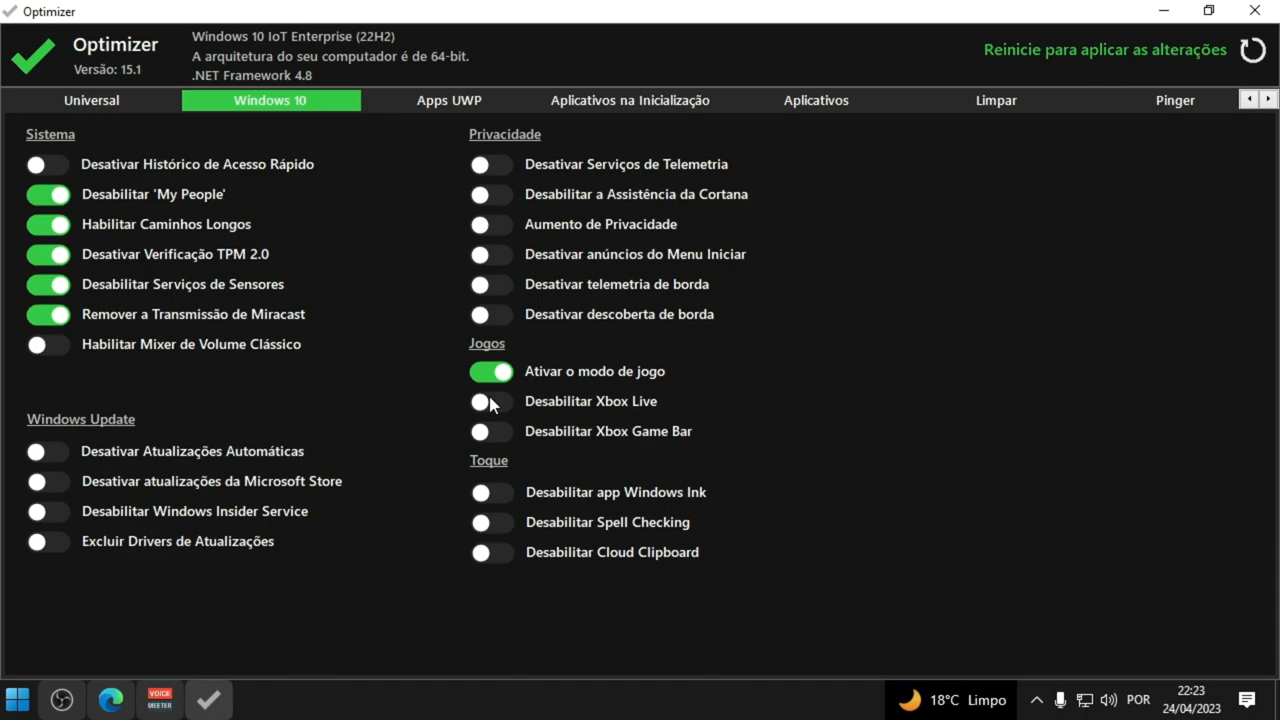 Optimizer
Optimizer
Versão: 15.1
Windows 10 IoT Enterprise (22H2)
A arquitetura do seu computador é de 64-bit.
.NET Framework 4.8
Reinicie para aplicar as alterações
Universal
Windows 10
Apps UWP
Aplicativos na Inicialização
Aplicativos
Limpar
Pinger
Sistema
Desativar Histórico de Acesso Rápido
Desabilitar 'My People'
Habilitar Caminhos Longos
Desativar Verificação TPM 2.0
Desabilitar Serviços de Sensores
Remover a Transmissão de Miracast
Habilitar Mixer de Volume Clássico
Windows Update
Desativar Atualizações Automáticas
Desativar atualizações da Microsoft Store
Desabilitar Windows Insider Service
Excluir Drivers de Atualizações
Privacidade
Desativar Serviços de Telemetria
Desabilitar a Assistência da Cortana
Aumento de Privacidade
Desativar anúncios do Menu Iniciar
Desativar telemetria de borda
Desativar descoberta de borda
Jogos
Ativar o modo de jogo
Desabilitar Xbox Live
Desabilitar Xbox Game Bar
Toque
Desabilitar app Windows Ink
Desabilitar Spell Checking
Desabilitar Cloud Clipboard
VOICE
MEETER
18°C Limpo
POR
22:23
24/04/2023